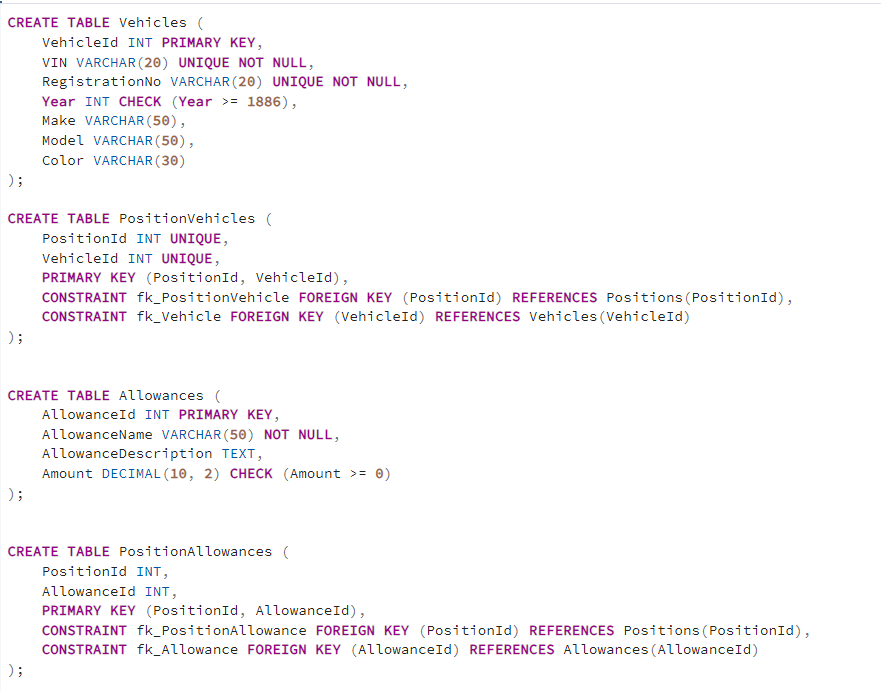 CREATE TABLE Vehicles (
    VehicleId INT PRIMARY KEY,
    VIN VARCHAR(20) UNIQUE NOT NULL,
    RegistrationNo VARCHAR(20) UNIQUE NOT NULL,
    Year INT CHECK (Year >= 1886),
    Make VARCHAR(50),
    Model VARCHAR(50),
    Color VARCHAR(30)
);
CREATE TABLE PositionVehicles (
    PositionId INT UNIQUE,
    VehicleId INT UNIQUE,
    PRIMARY KEY (PositionId, VehicleId),
    CONSTRAINT fk_PositionVehicle FOREIGN KEY (PositionId) REFERENCES Positions(PositionId),
    CONSTRAINT fk_Vehicle FOREIGN KEY (VehicleId) REFERENCES Vehicles(VehicleId)
);
CREATE TABLE Allowances (
    AllowanceId INT PRIMARY KEY,
    AllowanceName VARCHAR(50) NOT NULL,
    AllowanceDescription TEXT,
    Amount DECIMAL(10, 2) CHECK (Amount >= 0)
);
CREATE TABLE PositionAllowances (
    PositionId INT,
    AllowanceId INT,
    PRIMARY KEY (PositionId, AllowanceId),
    CONSTRAINT fk_PositionAllowance FOREIGN KEY (PositionId) REFERENCES Positions(PositionId),
    CONSTRAINT fk_Allowance FOREIGN KEY (AllowanceId) REFERENCES Allowances(AllowanceId)
);